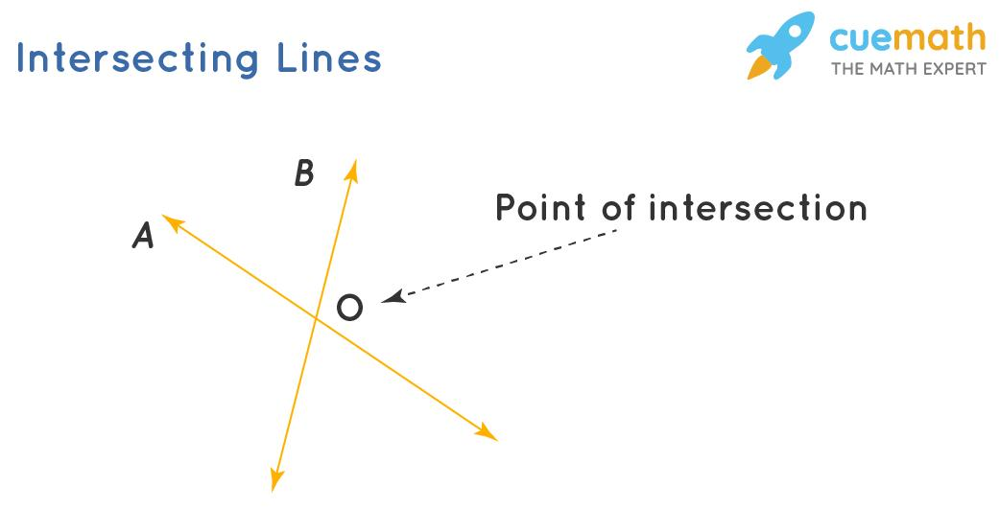 Intersecting Lines
cuemath
THE MATH EXPERT
B
A
Point of intersection
O